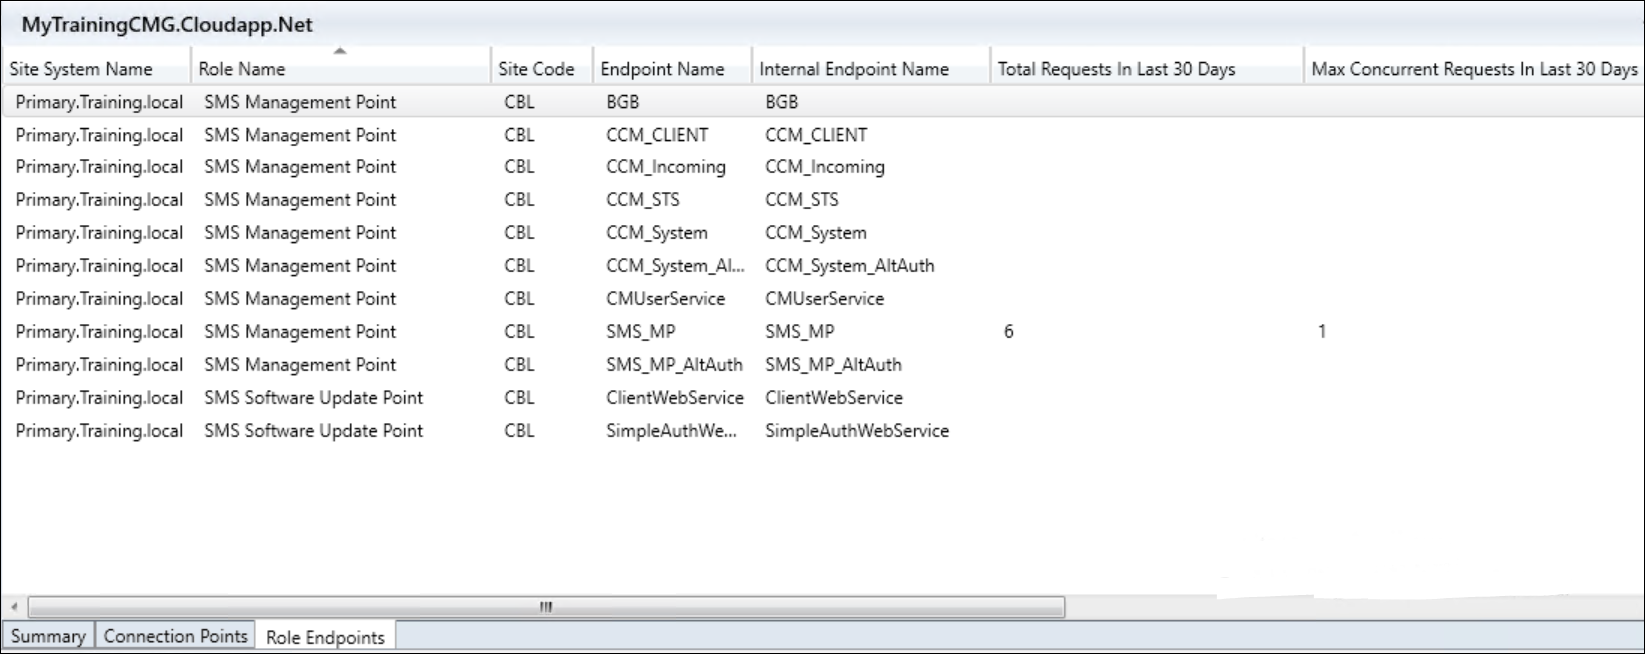 MyTrainingCMG.Cloudapp.Net
Site System Name Role Name Site Code Endpoint Name Internal Endpoint Name Total Requests In Last 30 Days Max Concurrent Requests In Last 30 Days
Primary.Training.local SMS Management Point CBL BGB BGB
Primary.Training.local SMS Management Point CBL CCM_CLIENT CCM_CLIENT
Primary.Training.local SMS Management Point CBL CCM_Incoming CCM_Incoming
Primary.Training.local SMS Management Point CBL CCM_STS CCM_STS
Primary.Training.local SMS Management Point CBL CCM_System CCM_System
Primary.Training.local SMS Management Point CBL CCM_System_Al... CCM_System_AltAuth
Primary.Training.local SMS Management Point CBL CMUserService CMUserService
Primary.Training.local SMS Management Point CBL SMS_MP SMS_MP 6 1
Primary.Training.local SMS Management Point CBL SMS_MP_AltAuth SMS_MP_AltAuth
Primary.Training.local SMS Software Update Point CBL ClientWebService ClientWebService
Primary.Training.local SMS Software Update Point CBL SimpleAuthWe... SimpleAuthWebService
Summary Connection Points Role Endpoints